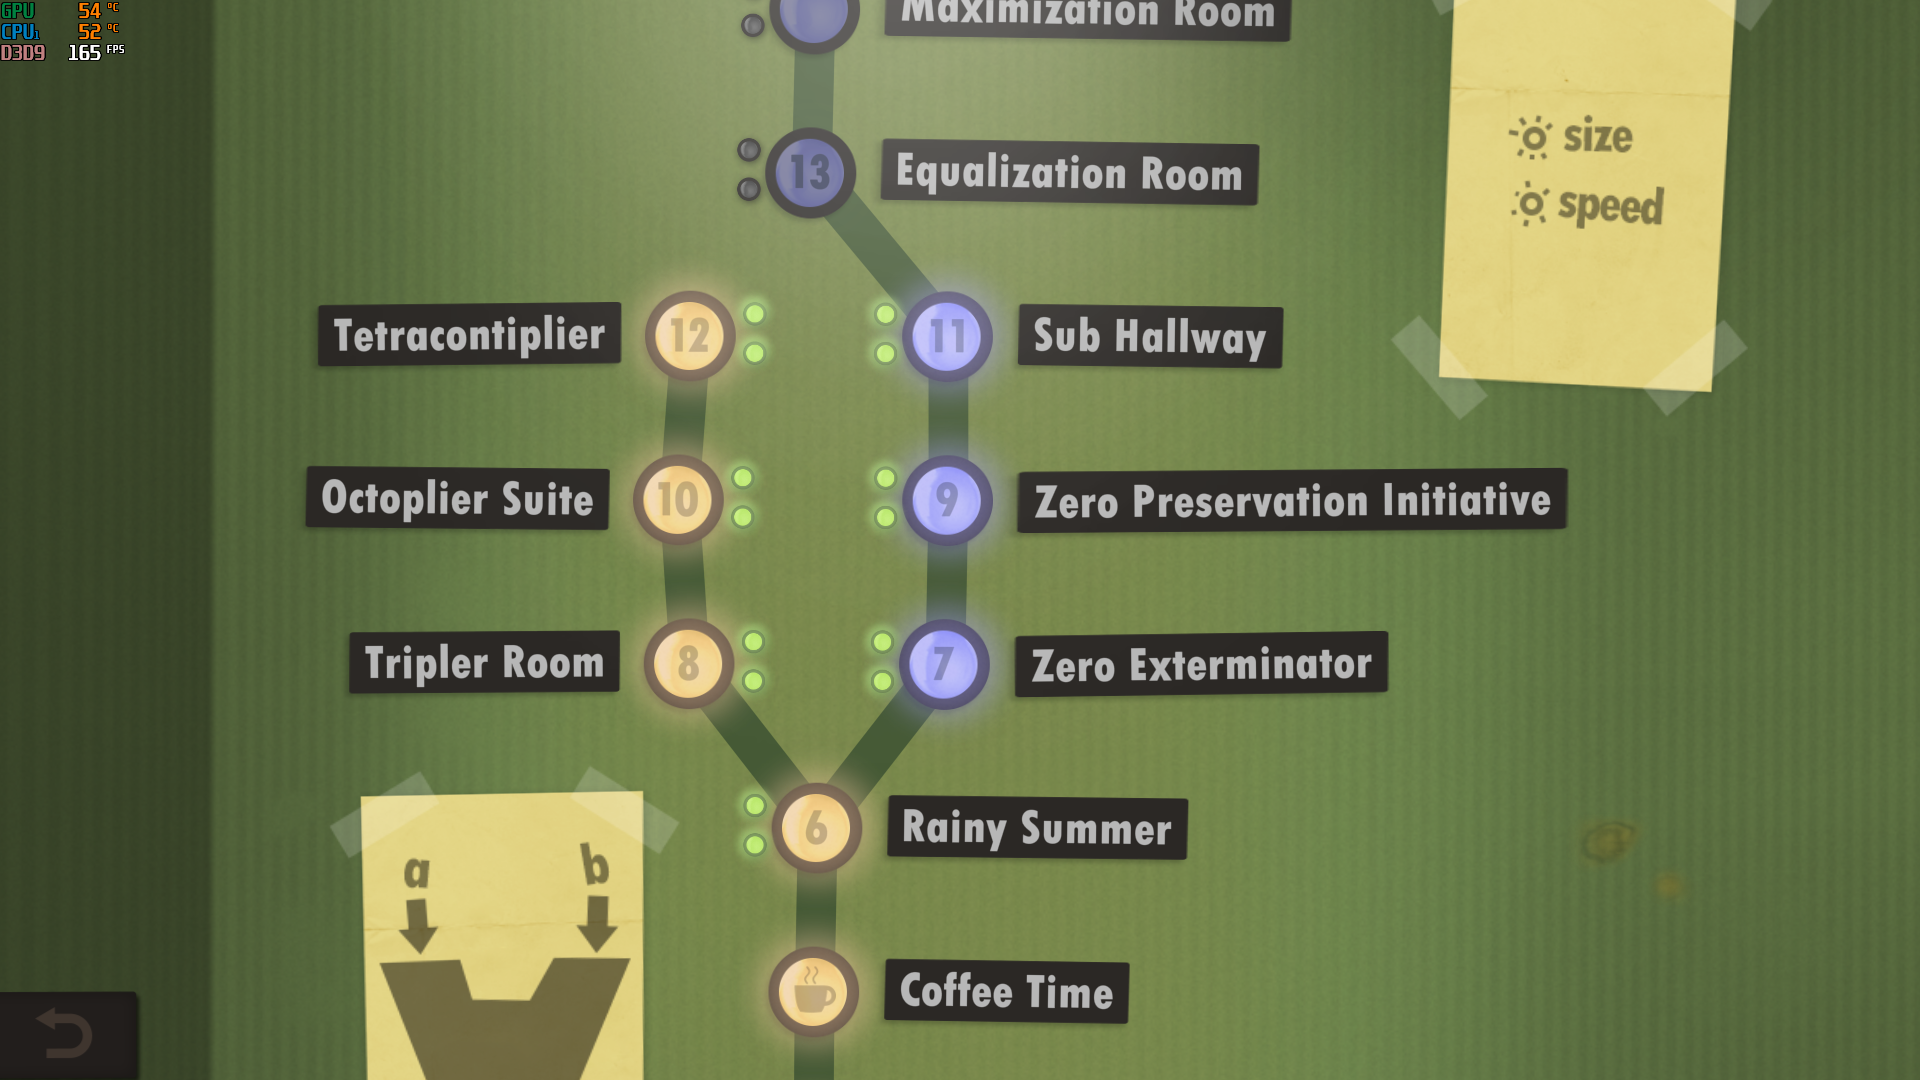 GPU 54 °C
CPU1 52 °C
D3D9 165 FPS
Maximization Room
size
speed
13 Equalization Room
Tetracontiplier 12
11 Sub Hallway
Octoplier Suite 10
9 Zero Preservation Initiative
Tripler Room 8
7 Zero Exterminator
6 Rainy Summer
a b
Coffee Time